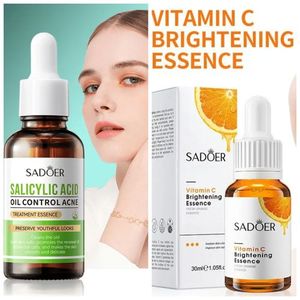 SADOER
SALICYLIC ACID
OIL CONTROL ACNE
TREATMENT ESSENCE
PRESERVE YOUTHFUL LOOKS
VITAMIN C
BRIGHTENING
ESSENCE
SADOER
Vitamin C
Brightening
Essence
30ml
SADOER
Vitamin C
Brightening
Essence